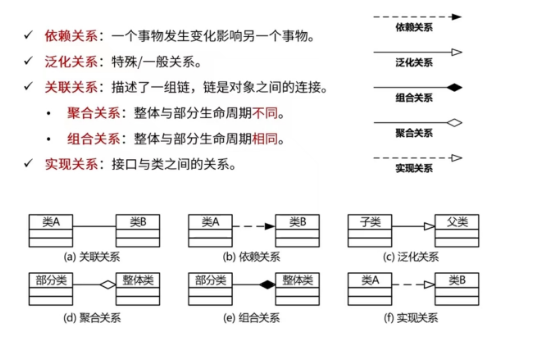 ✓ 依赖关系：一个事物发生变化影响另一个事物。
✓ 泛化关系：特殊/一般关系。
✓ 关联关系：描述了一组链，链是对象之间的连接。
• 聚合关系：整体与部分生命周期不同。
• 组合关系：整体与部分生命周期相同。
✓ 实现关系：接口与类之间的关系。
依赖关系
泛化关系
组合关系
聚合关系
实现关系
类A 类B
(a) 关联关系
类A 类B
(b) 依赖关系
子类 父类
(c) 泛化关系
部分类 整体类
(d) 聚合关系
部分类 整体类
(e) 组合关系
类A 类B
(f) 实现关系